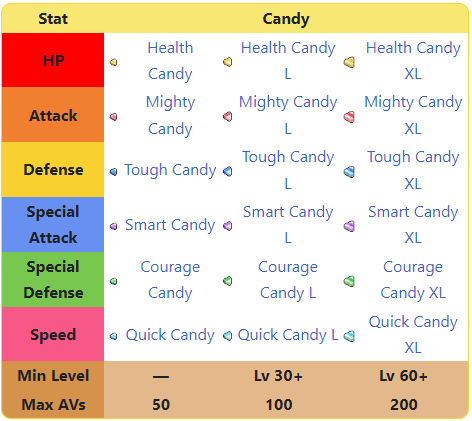 Stat Candy
HP Health Candy Health Candy L Health Candy XL
Attack Mighty Candy Mighty Candy L Mighty Candy XL
Defense Tough Candy Tough Candy L Tough Candy XL
Special Attack Smart Candy Smart Candy L Smart Candy XL
Special Defense Courage Candy Courage Candy L Courage Candy XL
Speed Quick Candy Quick Candy L Quick Candy XL
Min Level — Lv 30+ Lv 60+
Max AVs 50 100 200